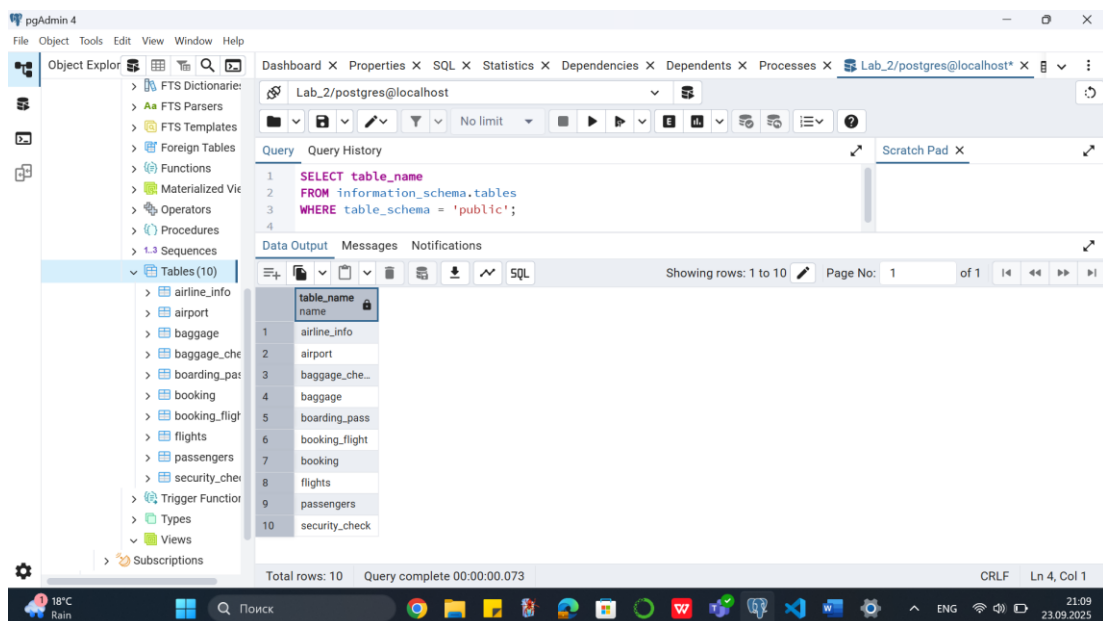 pgAdmin 4
File Object Tools Edit View Window Help
Object Explor
Dashboard Properties SQL Statistics Dependencies Dependents Processes Lab_2/postgres@localhost*
FTS Dictionaries
Aa FTS Parsers
FTS Templates
Foreign Tables
Functions
Materialized Vie
Operators
Procedures
1..3 Sequences
Tables (10)
airline_info
airport
baggage
baggage_che
boarding_pas
booking
booking_fligh
flights
passengers
security_chec
Trigger Function
Types
Views
Subscriptions
Lab_2/postgres@localhost
No limit
E
Query Query History
Scratch Pad
1 SELECT table_name
2 FROM information_schema.tables
3 WHERE table_schema = 'public';
4
Data Output Messages Notifications
SQL Showing rows: 1 to 10 Page No: 1 of 1
table_name
name
1 airline_info
2 airport
3 baggage_che...
4 baggage
5 boarding_pass
6 booking_flight
7 booking
8 flights
9 passengers
10 security_check
Total rows: 10 Query complete 00:00:00.073 CRLF Ln 4, Col 1
1
18°C
Rain
Поиск
W
ENG
21:09
23.09.2025